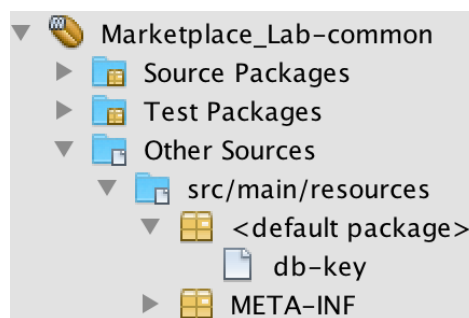 Marketplace_Lab-common
Source Packages
Test Packages
Other Sources
src/main/resources
<default package>
db-key
META-INF